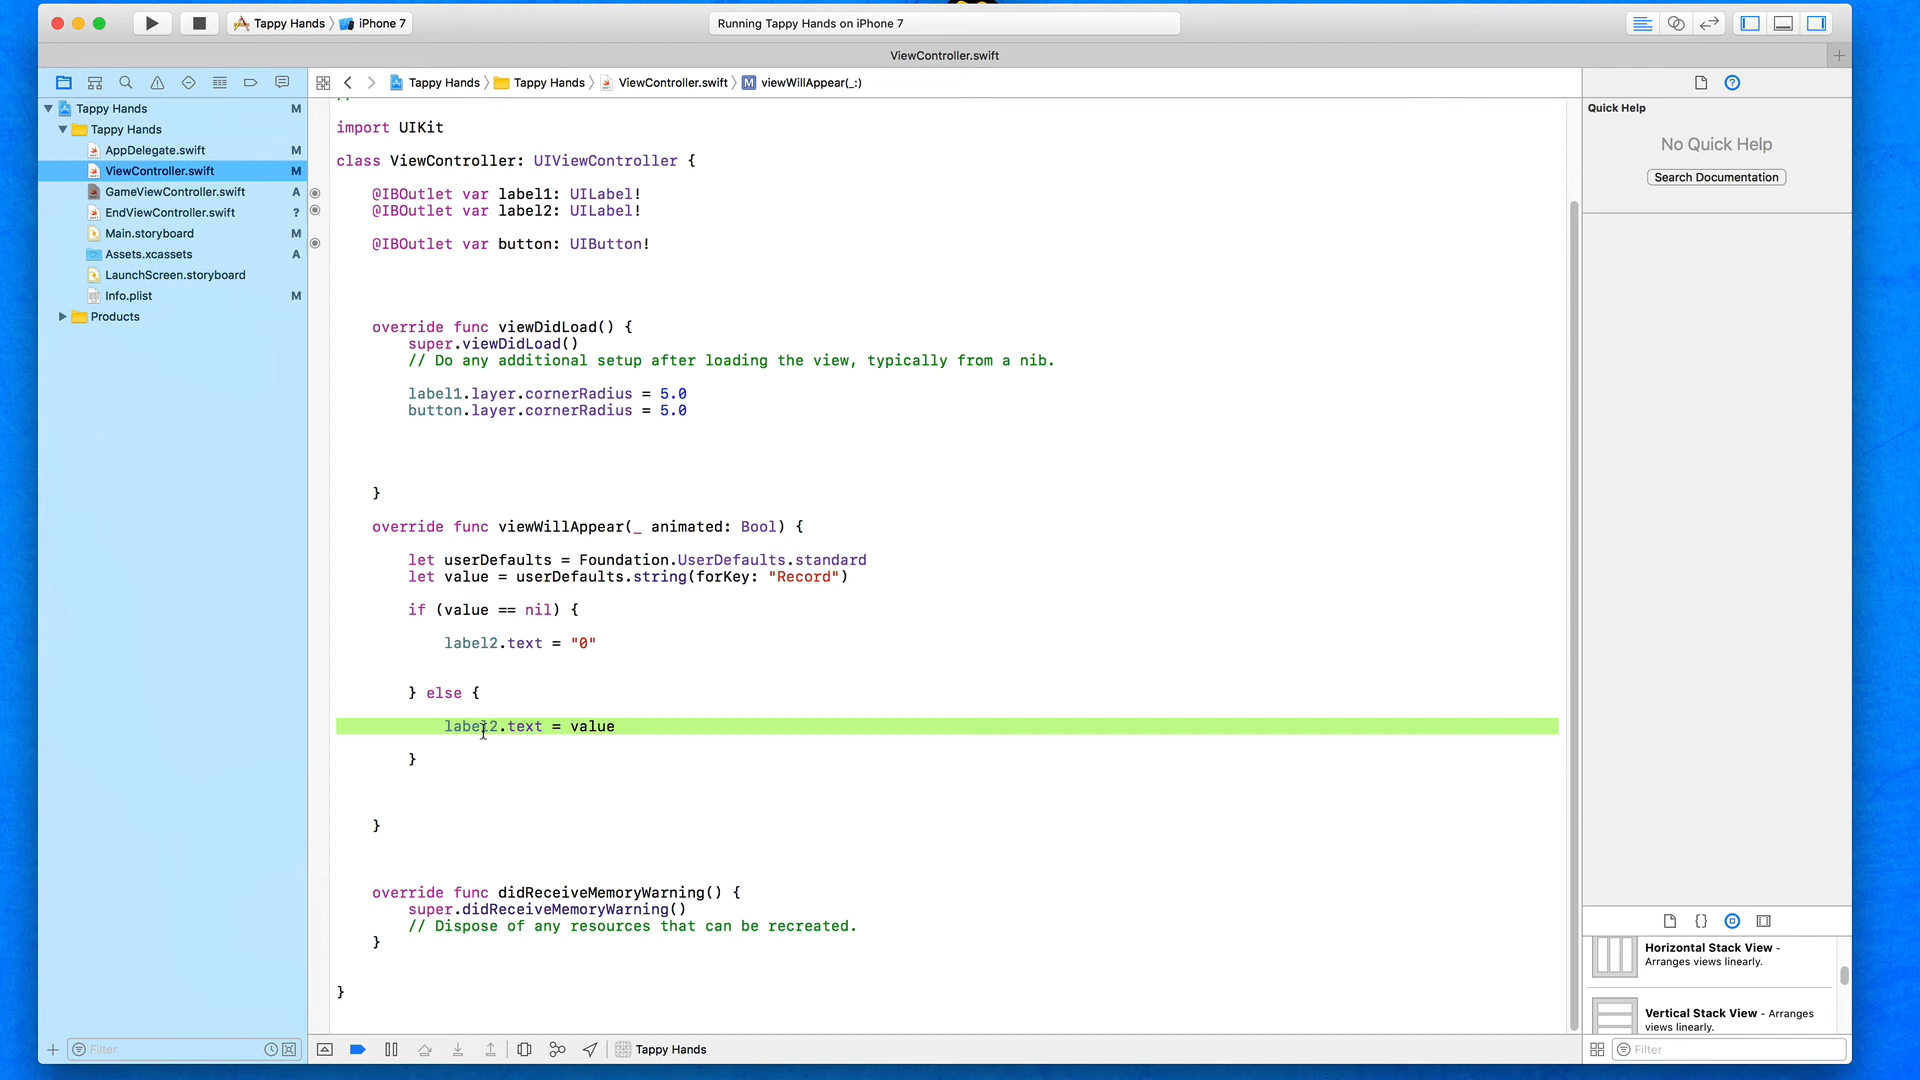 Tappy Hands iPhone 7
Running Tappy Hands on iPhone 7
ViewController.swift
Tappy Hands Tappy Hands ViewController.swift M viewWillAppear(_:)
Tappy Hands M
Tappy Hands
AppDelegate.swift M
ViewController.swift M
GameViewController.swift A
EndViewController.swift ?
Main.storyboard M
Assets.xcassets A
LaunchScreen.storyboard
Info.plist M
Products
//
import UIKit
class ViewController: UIViewController {
@IBOutlet var label1: UILabel!
@IBOutlet var label2: UILabel!
@IBOutlet var button: UIButton!
override func viewDidLoad() {
super.viewDidLoad()
// Do any additional setup after loading the view, typically from a nib.
label1.layer.cornerRadius = 5.0
button.layer.cornerRadius = 5.0
}
override func viewWillAppear(_ animated: Bool) {
let userDefaults = Foundation.UserDefaults.standard
let value = userDefaults.string(forKey: "Record")
if (value == nil) {
label2.text = "0"
} else {
label2.text = value
}
}
override func didReceiveMemoryWarning() {
super.didReceiveMemoryWarning()
// Dispose of any resources that can be recreated.
}
}
Quick Help
No Quick Help
Search Documentation
{}
Horizontal Stack View -
Arranges views linearly.
Vertical Stack View - Arranges
views linearly.
Filter
Tappy Hands
Filter